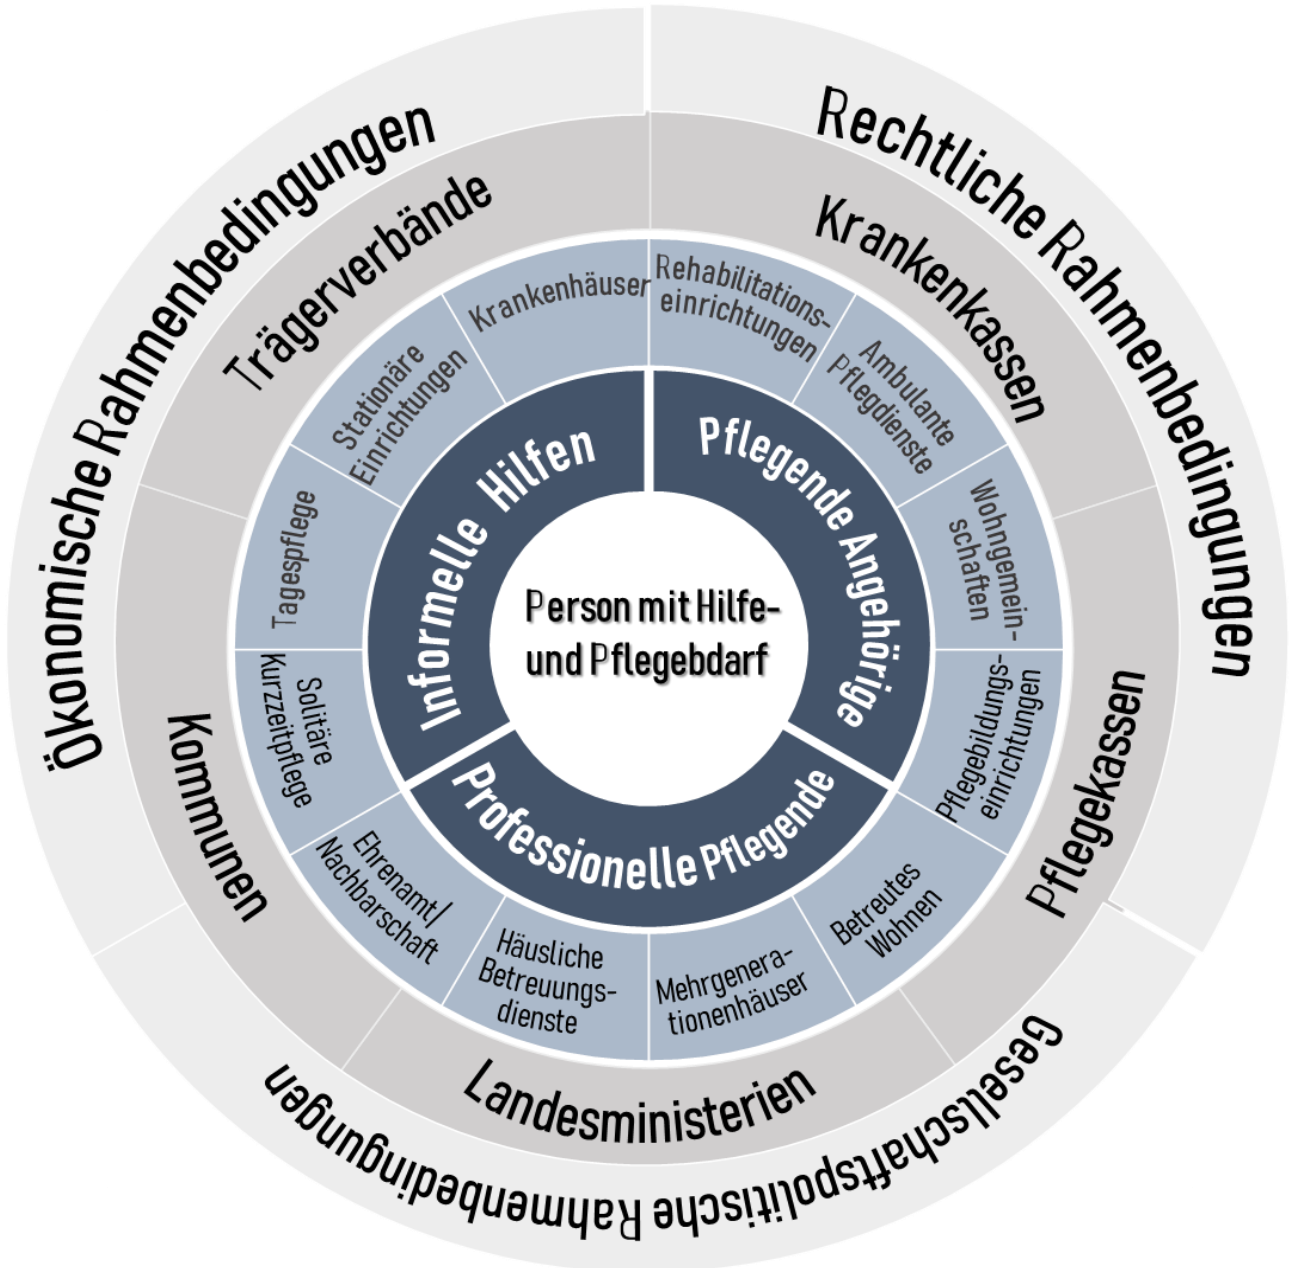 Ökonomische Rahmenbedingungen
Rechtliche Rahmenbedingungen
Gesellschaftspolitische Rahmenbedingungen
Trägerverbände
Krankenkassen
Pflegekassen
Landesministerien
Kommunen
Krankenhäuser
Rehabilitations-
einrichtungen
Ambulante
Pflegdienste
Wohngemein-
schaften
Pflegebildungs-
einrichtungen
Betreutes
Wohnen
Mehrgenera-
tionenhäuser
Häusliche
Betreuungs-
dienste
Ehrenamt/
Nachbarschaft
Solitäre
Kurzzeitpflege
Tagespflege
Stationäre
Einrichtungen
Informelle Hilfen
Pflegende Angehörige
Professionelle Pflegende
Person mit Hilfe-
und Pflegebdarf